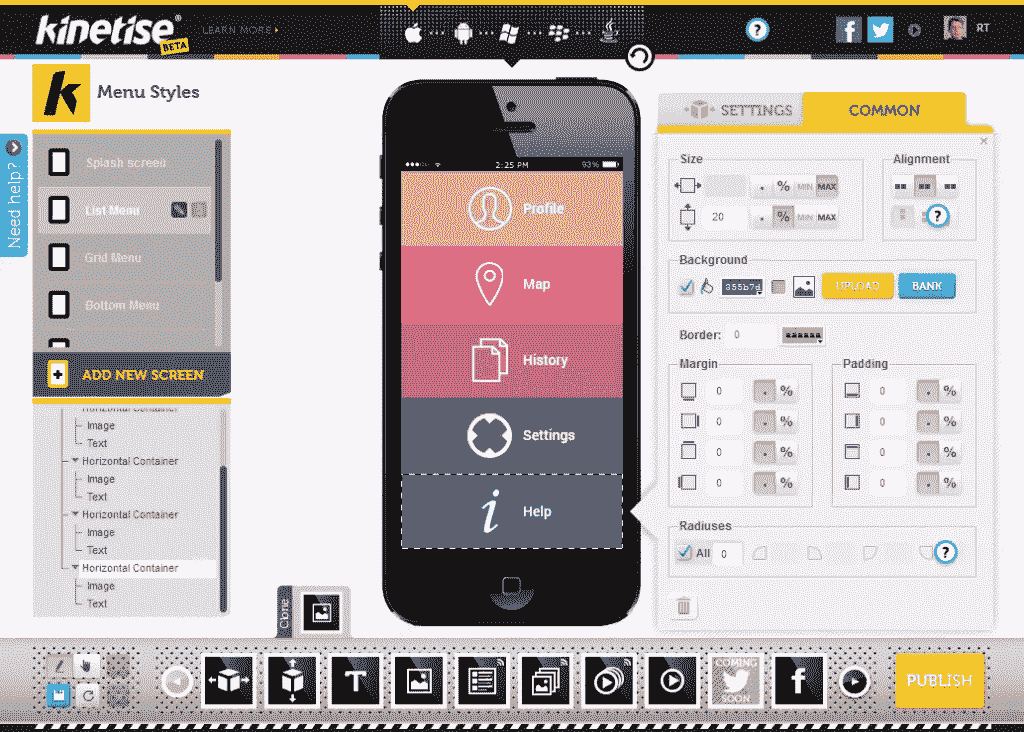 kinetise®
BETA
LEARN MORE
?
f
RT
k
Menu Styles
Need help?
Splash screen
List Menu
Grid Menu
Bottom Menu
ADD NEW SCREEN
Horizontal Container
Image
Text
Horizontal Container
Image
Text
Horizontal Container
Image
Text
Horizontal Container
Image
Text
2:25 PM
93%
Profile
Map
History
Settings
i
Help
SETTINGS
COMMON
Size
Alignment
% MIN MAX
20 % MIN MAX
?
Background
355b7d
UPLOAD
BANK
Border: 0
Margin
Padding
0 %
0 %
0 %
0 %
0 %
0 %
0 %
0 %
Radiuses
All 0
?
Clone
T
COMING
SOON
f
PUBLISH